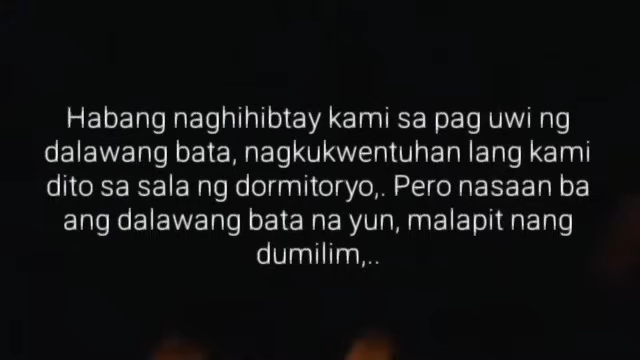 Habang naghihibtay kami sa pag uwi ng
dalawang bata, nagkukwentuhan lang kami
dito sa sala ng dormitoryo,. Pero nasaan ba
ang dalawang bata na yun, malapit nang
dumilim,..